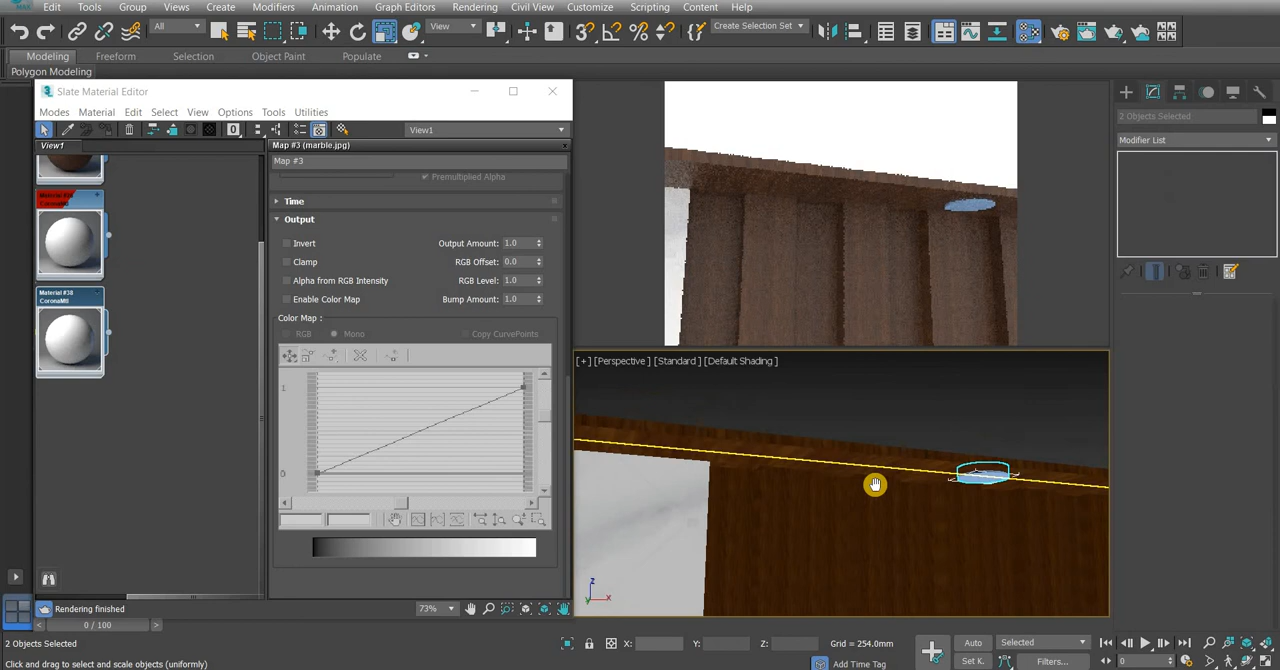 Edit Tools Group Views Create Modifiers Animation Graph Editors Rendering Civil View Customize Scripting Content Help
All
View
Create Selection Set
Modeling Freeform Selection Object Paint Populate
Polygon Modeling
Slate Material Editor
Modes Material Edit Select View Options Tools Utilities
0
View1
View1
Map #3 (marble.jpg)
x
Map #3
Premultiplied Alpha
Time
Output
Invert
Output Amount: 1.0
Clamp
RGB Offset: 0.0
Alpha from RGB Intensity
RGB Level: 1.0
Enable Color Map
Bump Amount: 1.0
Color Map :
RGB
Mono
Copy CurvePoints
1
0
CoronaMtl
Material #38
CoronaMtl
73%
Rendering finished
2 Objects Selected
Modifier List
[+] [Perspective ] [Standard ] [Default Shading ]
z
x
y
0 / 100
2 Objects Selected
X:
Y:
Z:
Grid = 254.0mm
Auto
Selected
Click and drag to select and scale objects (uniformly)
Add Time Tag
Set K.
Filters...
0